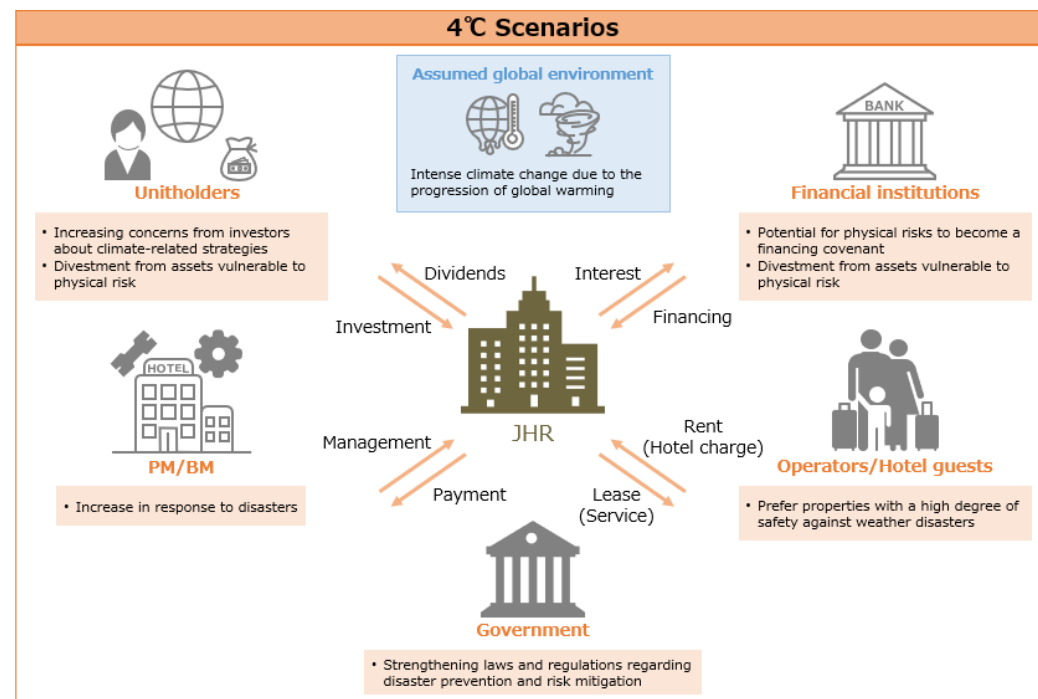 4℃ Scenarios
Assumed global environment
Intense climate change due to the
progression of global warming
Unitholders
• Increasing concerns from investors
about climate-related strategies
• Divestment from assets vulnerable to
physical risk
BANK
Financial institutions
• Potential for physical risks to become a
financing covenant
• Divestment from assets vulnerable to
physical risk
Dividends
Investment
Interest
Financing
JHR
HOTEL
PM/BM
• Increase in response to disasters
Management
Payment
Rent
(Hotel charge)
Lease
(Service)
Operators/Hotel guests
• Prefer properties with a high degree of
safety against weather disasters
Government
• Strengthening laws and regulations regarding
disaster prevention and risk mitigation